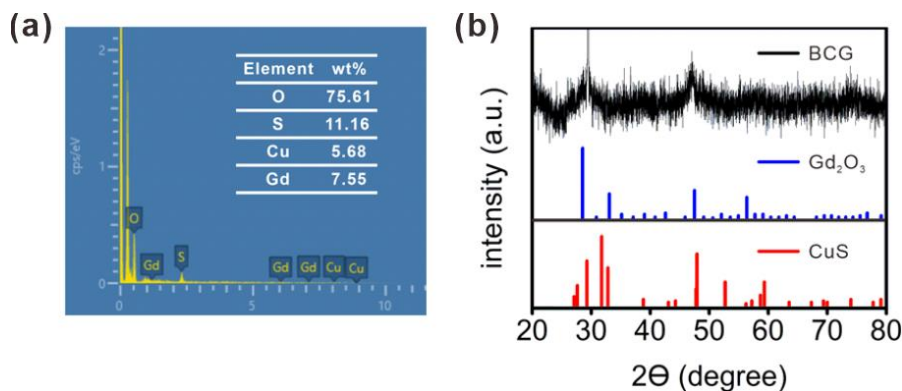 (a)
2
1
0
cps/eV
Element wt%
O 75.61
S 11.16
Cu 5.68
Gd 7.55
O
Gd
S
Gd
Gd
Cu
Cu
0 5 10
(b)
intensity (a.u.)
BCG
Gd₂O₃
CuS
20 30 40 50 60 70 80
2Ө (degree)